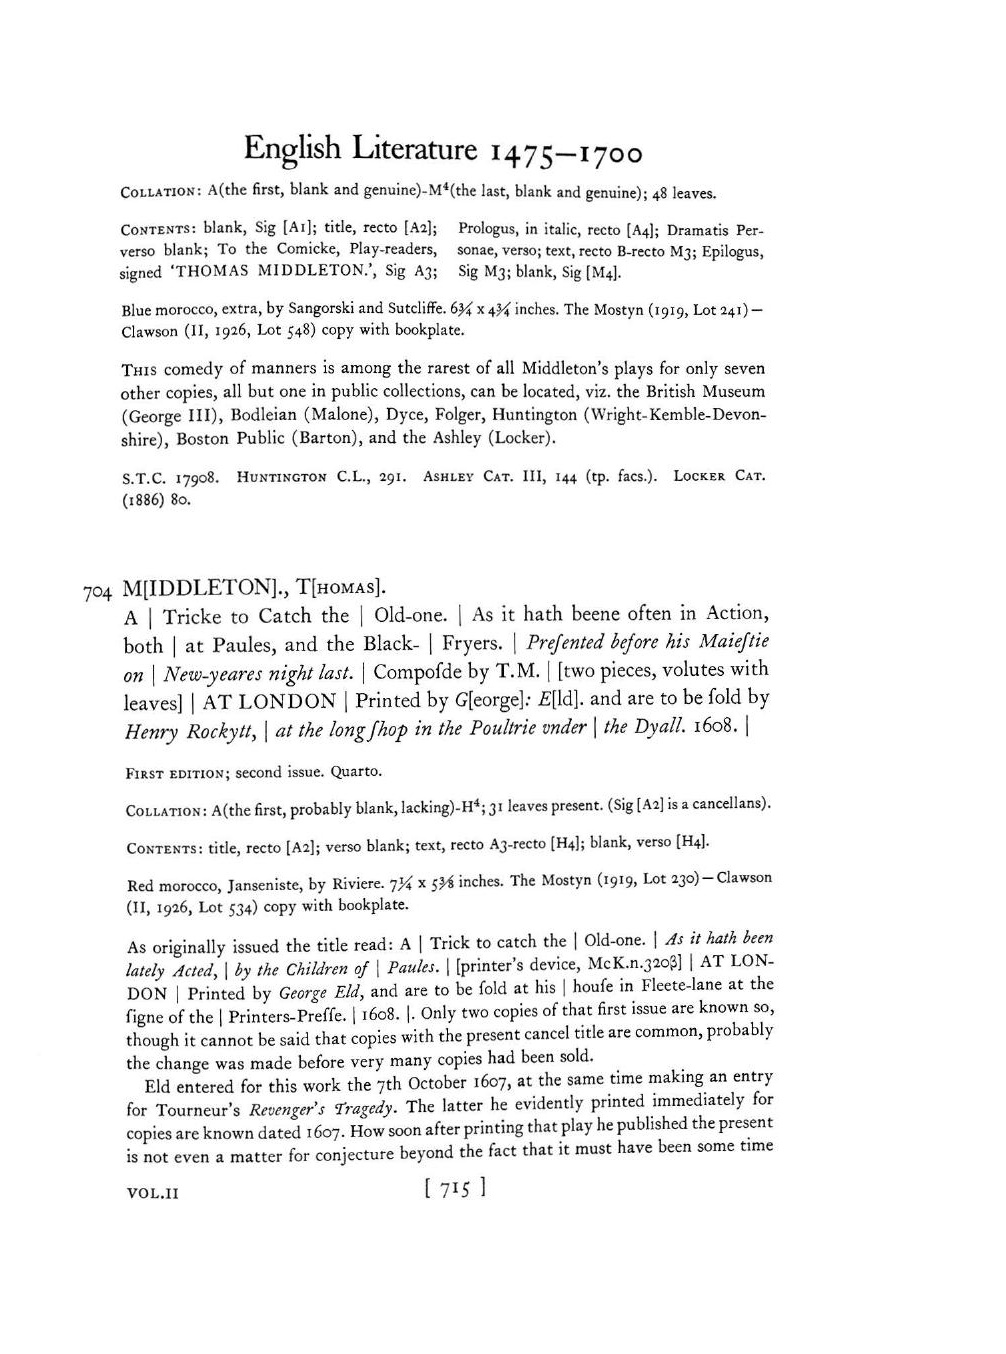 English Literature 1475–1700
COLLATION: A(the first, blank and genuine)-M⁴(the last, blank and genuine); 48 leaves.
CONTENTS: blank, Sig [A1]; title, recto [A2];
verso blank; To the Comicke, Play-readers,
signed 'THOMAS MIDDLETON.', Sig A3;
Prologus, in italic, recto [A4]; Dramatis Per-
sonae, verso; text, recto B-recto M3; Epilogus,
Sig M3; blank, Sig [M4].
Blue morocco, extra, by Sangorski and Sutcliffe. 6¾ x 4¾ inches. The Mostyn (1919, Lot 241)—
Clawson (II, 1926, Lot 548) copy with bookplate.
THIS comedy of manners is among the rarest of all Middleton's plays for only seven
other copies, all but one in public collections, can be located, viz. the British Museum
(George III), Bodleian (Malone), Dyce, Folger, Huntington (Wright-Kemble-Devon-
shire), Boston Public (Barton), and the Ashley (Locker).
S.T.C. 17908. HUNTINGTON C.L., 291. ASHLEY CAT. III, 144 (tp. facs.). LOCKER CAT.
(1886) 80.
704 M[IDDLETON]., T[HOMAS].
A | Tricke to Catch the | Old-one. | As it hath beene often in Action,
both | at Paules, and the Black- | Fryers. | Preſented before his Maieſtie
on | New-yeares night last. | Compoſde by T.M. | [two pieces, volutes with
leaves] | AT LONDON | Printed by G[eorge]: E[ld]. and are to be ſold by
Henry Rockytt, | at the long ſhop in the Poultrie vnder | the Dyall. 1608. |
FIRST EDITION; second issue. Quarto.
COLLATION: A(the first, probably blank, lacking)-H⁴; 31 leaves present. (Sig [A2] is a cancellans).
CONTENTS: title, recto [A2]; verso blank; text, recto A3-recto [H4]; blank, verso [H4].
Red morocco, Janseniste, by Riviere. 7¼ x 5⅜ inches. The Mostyn (1919, Lot 230)—Clawson
(II, 1926, Lot 534) copy with bookplate.
As originally issued the title read: A | Trick to catch the | Old-one. | As it hath been
lately Acted, | by the Children of | Paules. | [printer's device, McK.n.320β] | AT LON-
DON | Printed by George Eld, and are to be ſold at his | houſe in Fleete-lane at the
ſigne of the | Printers-Preſſe. | 1608. |. Only two copies of that first issue are known so,
though it cannot be said that copies with the present cancel title are common, probably
the change was made before very many copies had been sold.
Eld entered for this work the 7th October 1607, at the same time making an entry
for Tourneur's Revenger's Tragedy. The latter he evidently printed immediately for
copies are known dated 1607. How soon after printing that play he published the present
is not even a matter for conjecture beyond the fact that it must have been some time
VOL.II
[ 715 ]